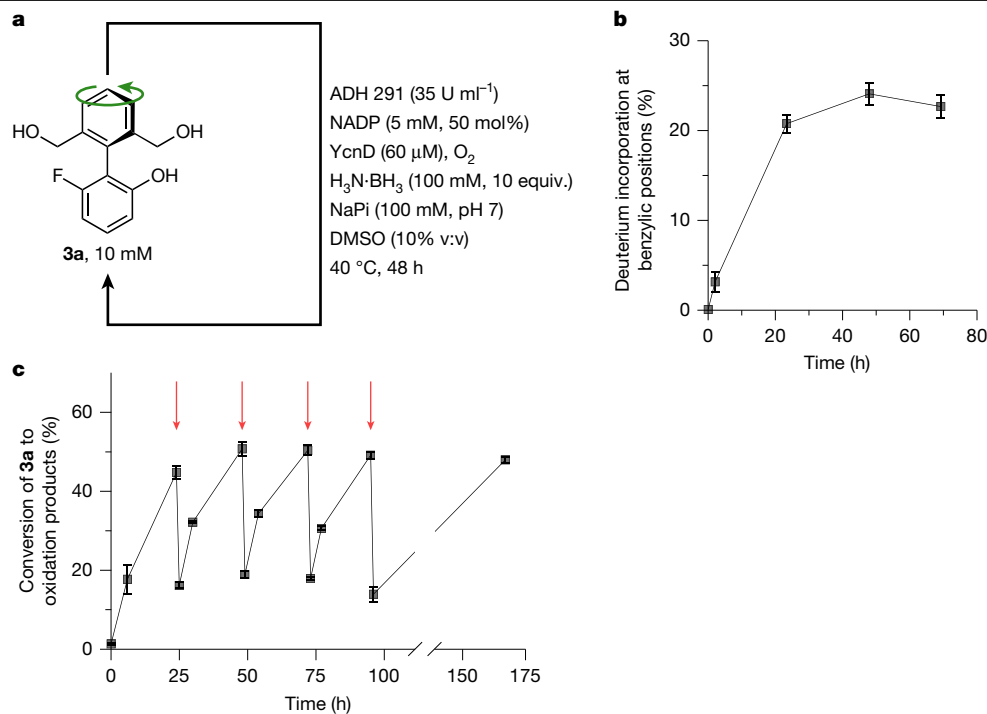 a
HO
OH
F
OH
3a, 10 mM
ADH 291 (35 U ml⁻¹)
NADP (5 mM, 50 mol%)
YcnD (60 μM), O₂
H₃N·BH₃ (100 mM, 10 equiv.)
NaPi (100 mM, pH 7)
DMSO (10% v:v)
40 °C, 48 h
b
Deuterium incorporation at
benzylic positions (%)
30
20
10
0
0 20 40 60 80
Time (h)
c
Conversion of 3a to
oxidation products (%)
60
40
20
0
0 25 50 75 100 150 175
Time (h)